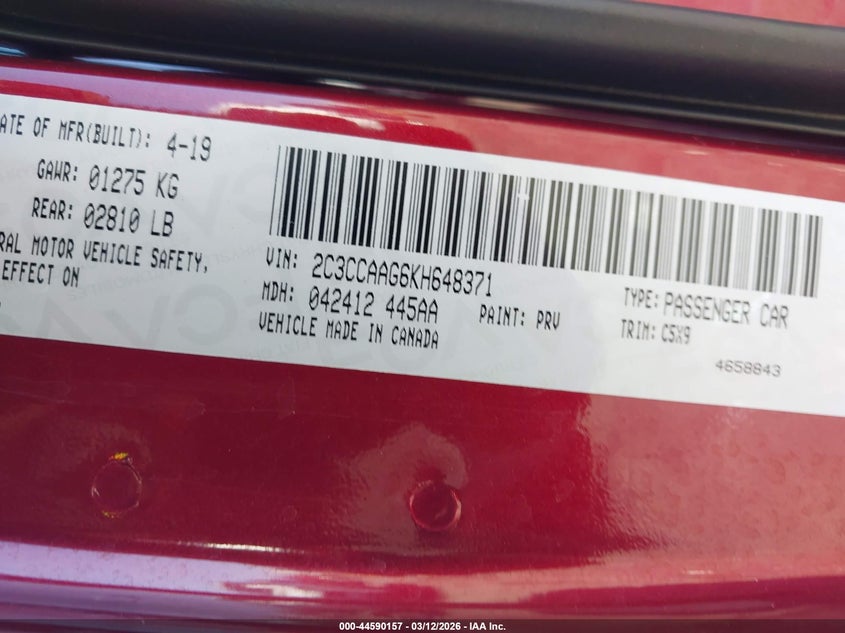 ATE OF MFR(BUILT): 4-19
GAWR: 01275 KG
REAR: 02810 LB
RAL MOTOR VEHICLE SAFETY,
EFFECT ON
VIN: 2C3CCAAG6KH648371
MDH: 042412 445AA
PAINT: PRV
VEHICLE MADE IN CANADA
TYPE: PASSENGER CAR
TRIM: C5X9
4658843
000-44590157 - 03/12/2026 - IAA Inc.